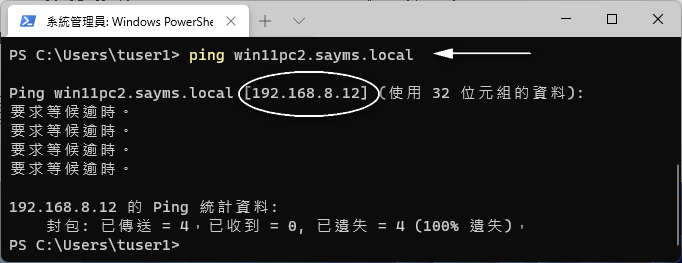 系統管理員: Windows PowerShe
PS C:\Users\tuser1> ping win11pc2.sayms.local
Ping win11pc2.sayms.local [192.168.8.12] (使用 32 位元組的資料):
要求等候逾時。
要求等候逾時。
要求等候逾時。
要求等候逾時。
192.168.8.12 的 Ping 統計資料:
封包: 已傳送 = 4，已收到 = 0, 已遺失 = 4 (100% 遺失)，
PS C:\Users\tuser1>